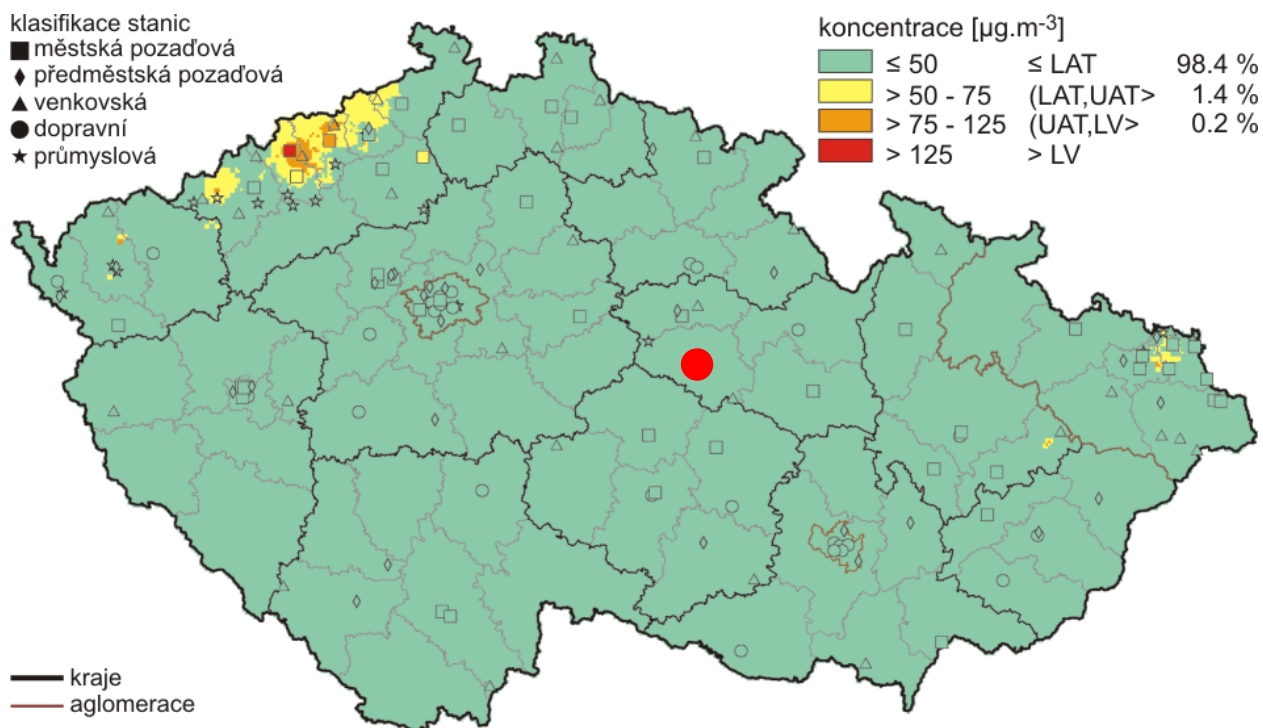 klasifikace stanic
městská pozaďová
předměstská pozaďová
venkovská
dopravní
průmyslová
koncentrace [µg.m-3]
≤ 50 ≤ LAT 98.4 %
> 50 - 75 (LAT,UAT> 1.4 %
> 75 - 125 (UAT,LV> 0.2 %
> 125 > LV
kraje
aglomerace